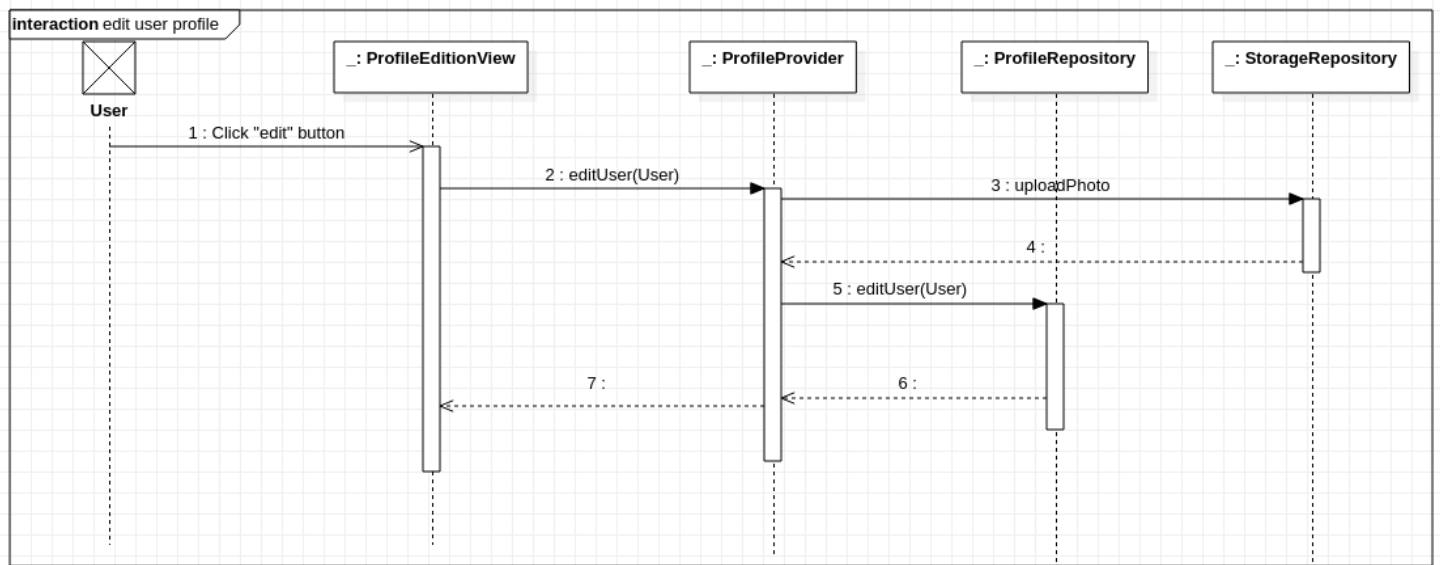 interaction edit user profile
_: ProfileEditionView
_: ProfileProvider
_: ProfileRepository
_: StorageRepository
User
1 : Click "edit" button
2 : editUser(User)
3 : uploadPhoto
4 :
5 : editUser(User)
6 :
7 :